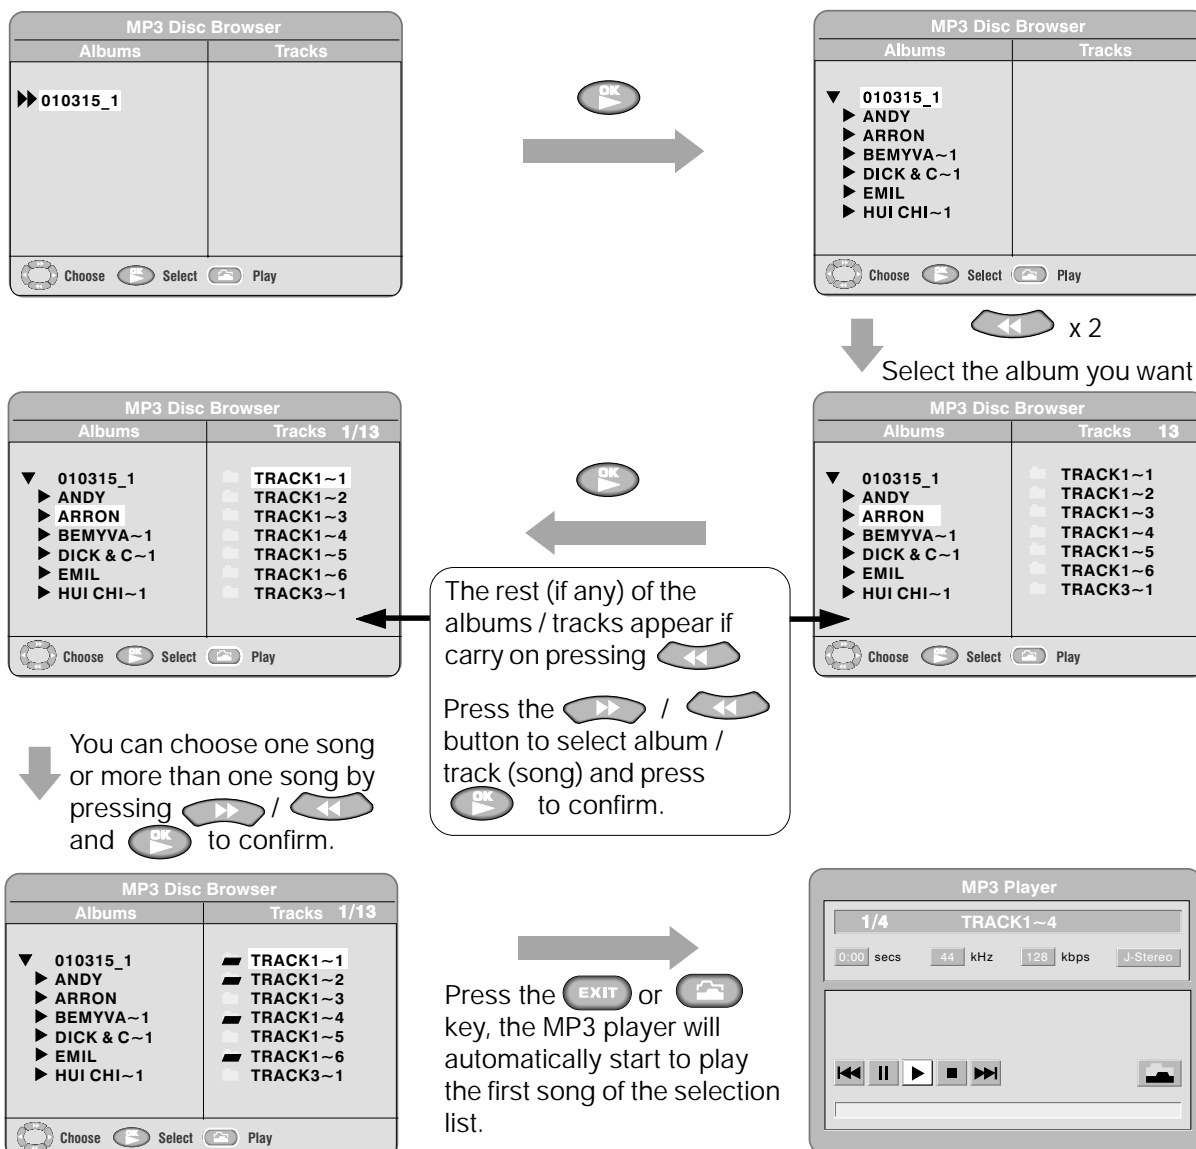 MP3 Disc Browser
Albums Tracks
010315_1
Choose OK Select Play
OK
MP3 Disc Browser
Albums Tracks
010315_1
ANDY
ARRON
BEMYVA~1
DICK & C~1
EMIL
HUI CHI~1
Choose OK Select Play
x 2
Select the album you want
MP3 Disc Browser
Albums Tracks 13
010315_1 TRACK1~1
ANDY TRACK1~2
ARRON TRACK1~3
BEMYVA~1 TRACK1~4
DICK & C~1 TRACK1~5
EMIL TRACK1~6
HUI CHI~1 TRACK3~1
Choose OK Select Play
OK
The rest (if any) of the
albums / tracks appear if
carry on pressing
Press the /
button to select album /
track (song) and press
OK to confirm.
MP3 Disc Browser
Albums Tracks 1/13
010315_1 TRACK1~1
ANDY TRACK1~2
ARRON TRACK1~3
BEMYVA~1 TRACK1~4
DICK & C~1 TRACK1~5
EMIL TRACK1~6
HUI CHI~1 TRACK3~1
Choose OK Select Play
You can choose one song
or more than one song by
pressing /
and OK to confirm.
MP3 Disc Browser
Albums Tracks 1/13
010315_1 TRACK1~1
ANDY TRACK1~2
ARRON TRACK1~3
BEMYVA~1 TRACK1~4
DICK & C~1 TRACK1~5
EMIL TRACK1~6
HUI CHI~1 TRACK3~1
Choose OK Select Play
Press the EXIT or
key, the MP3 player will
automatically start to play
the first song of the selection
list.
MP3 Player
1/4 TRACK1~4
0:00 secs 44 kHz 128 kbps J-Stereo